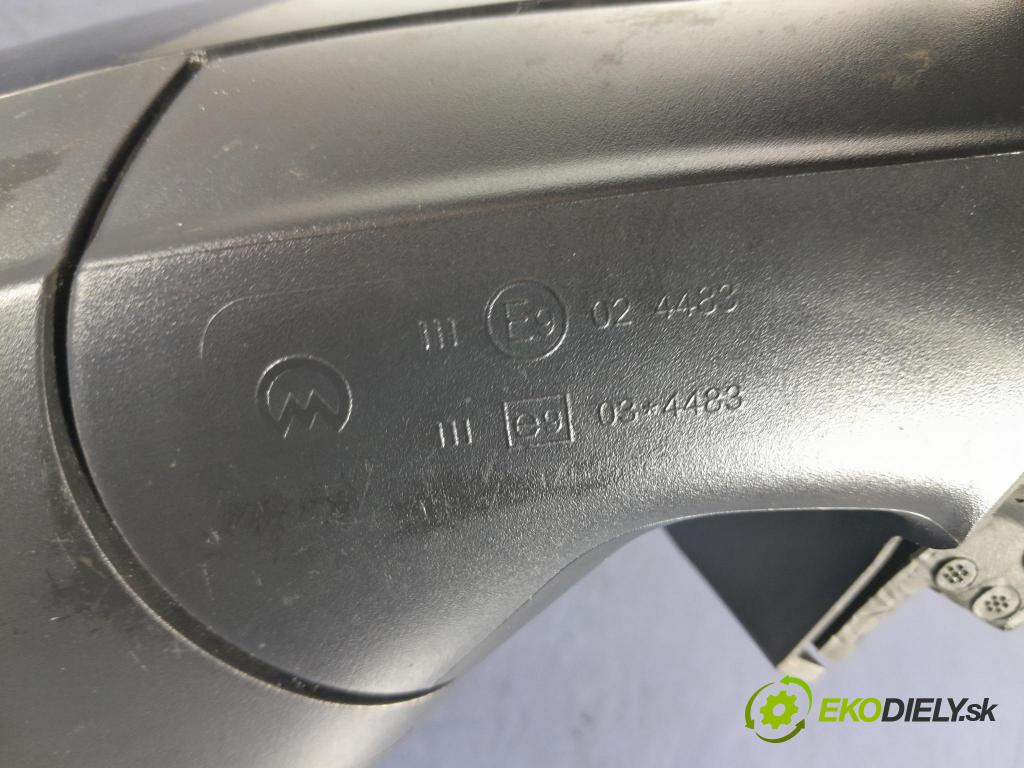 III E9 02 4483
III e9 03*4483
EKODIELY.sk